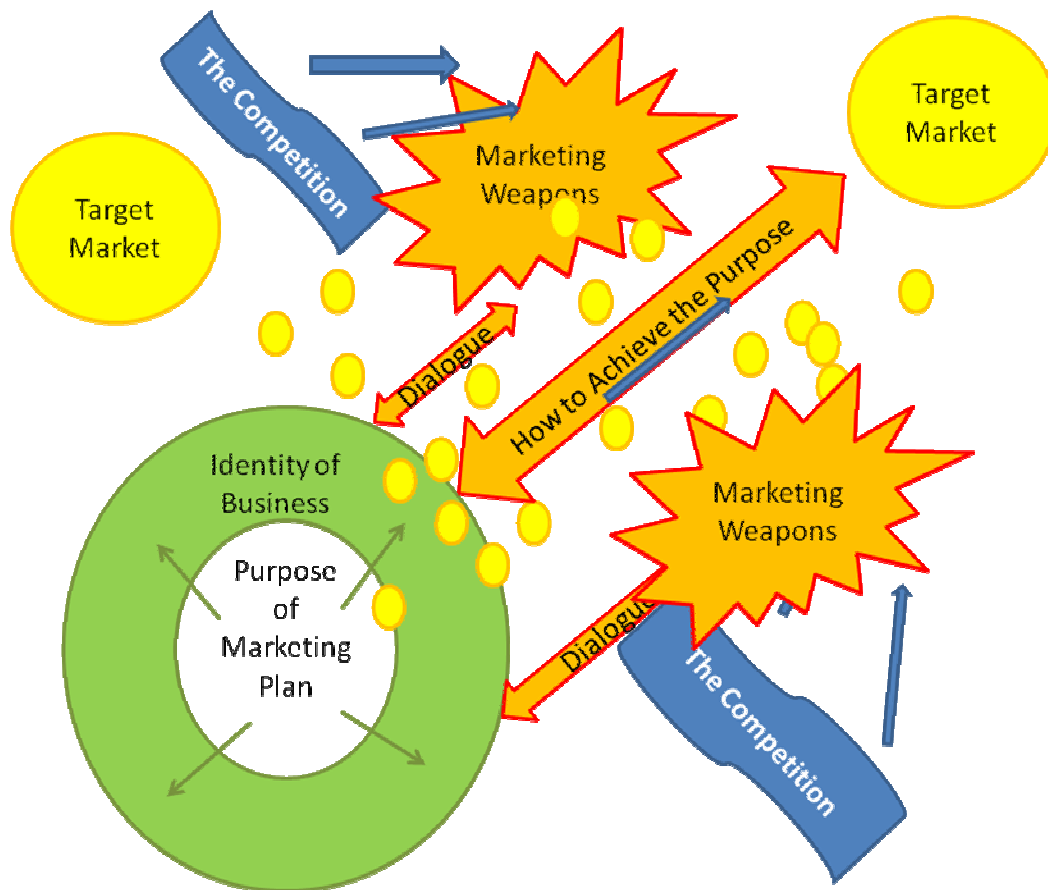 The Competition
Target
Market
Marketing
Weapons
Target
Market
How to Achieve the Purpose
Dialogue
Identity of
Business
Marketing
Weapons
Purpose
of
Marketing
Plan
Dialogue
The Competition